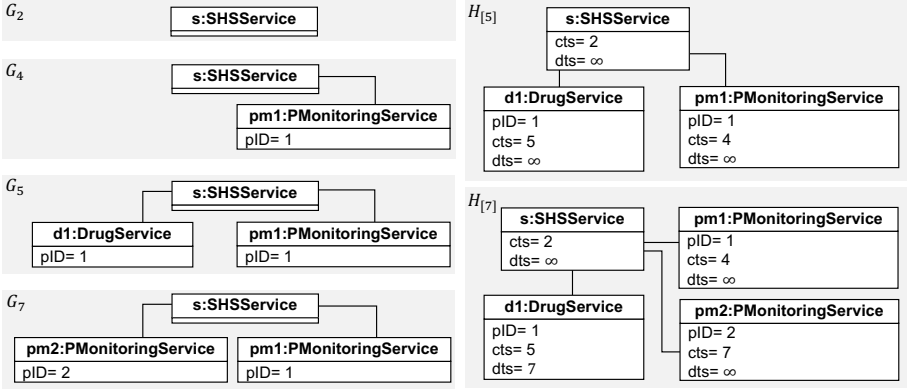 G2
s:SHSService
G4
s:SHSService
pm1:PMonitoringService
pID= 1
G5
s:SHSService
d1:DrugService
pID= 1
pm1:PMonitoringService
pID= 1
G7
s:SHSService
pm2:PMonitoringService
pID= 2
pm1:PMonitoringService
pID= 1
H[5]
s:SHSService
cts= 2
dts= ∞
d1:DrugService
pID= 1
cts= 5
dts= ∞
pm1:PMonitoringService
pID= 1
cts= 4
dts= ∞
H[7]
s:SHSService
cts= 2
dts= ∞
pm1:PMonitoringService
pID= 1
cts= 4
dts= ∞
d1:DrugService
pID= 1
cts= 5
dts= 7
pm2:PMonitoringService
pID= 2
cts= 7
dts= ∞